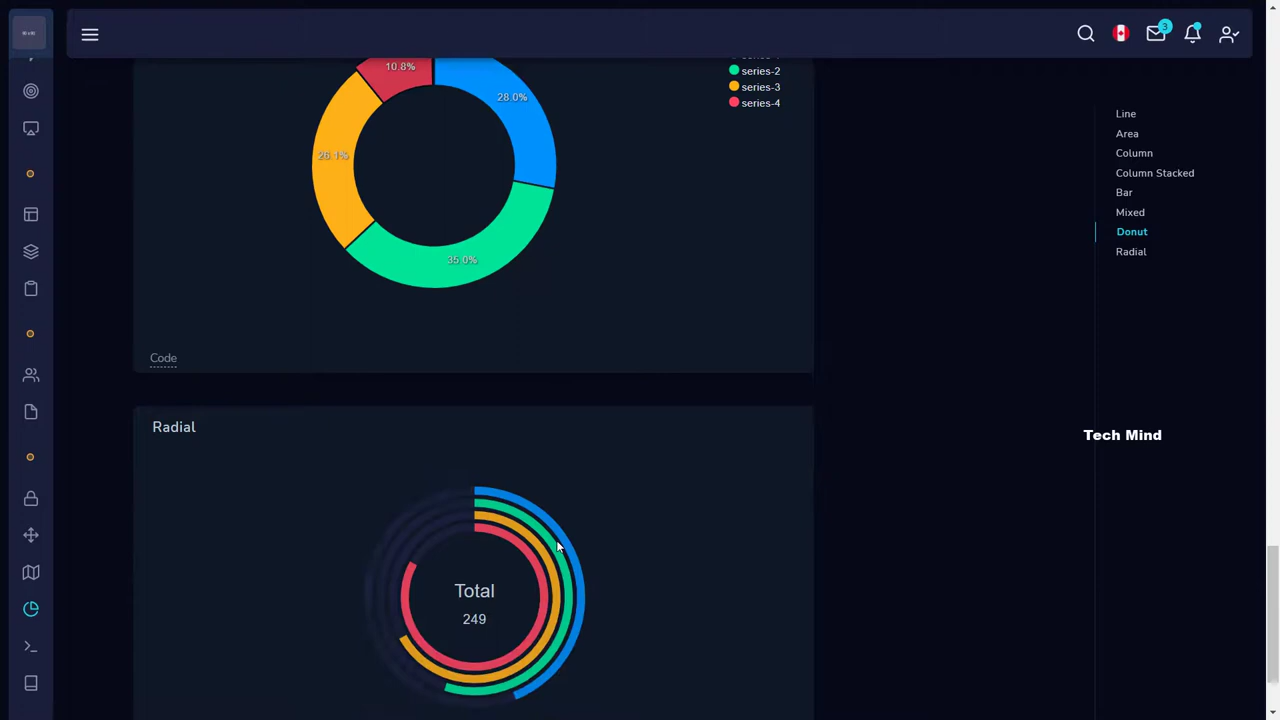 3
10.8%
28.0%
26.1%
35.0%
series-2
series-3
series-4
Line
Area
Column
Column Stacked
Bar
Mixed
Donut
Radial
Code
Tech Mind
Radial
Total
249